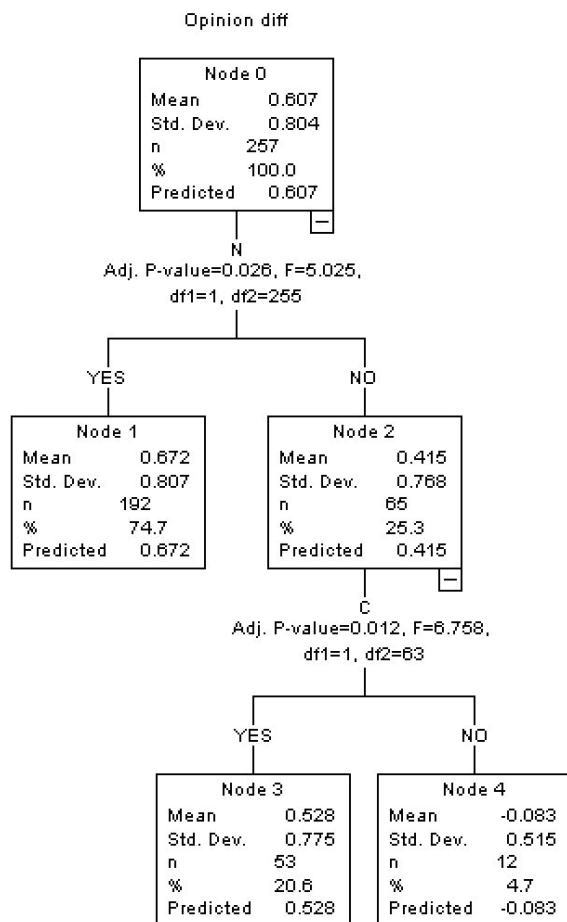 Opinion diff
Node 0
Mean 0.607
Std. Dev. 0.804
n 257
% 100.0
Predicted 0.607
N
Adj. P-value=0.026, F=5.025,
df1=1, df2=255
YES
NO
Node 1
Mean 0.672
Std. Dev. 0.807
n 192
% 74.7
Predicted 0.672
Node 2
Mean 0.415
Std. Dev. 0.768
n 65
% 25.3
Predicted 0.415
C
Adj. P-value=0.012, F=6.758,
df1=1, df2=63
YES
NO
Node 3
Mean 0.528
Std. Dev. 0.775
n 53
% 20.6
Predicted 0.528
Node 4
Mean -0.083
Std. Dev. 0.515
n 12
% 4.7
Predicted -0.083